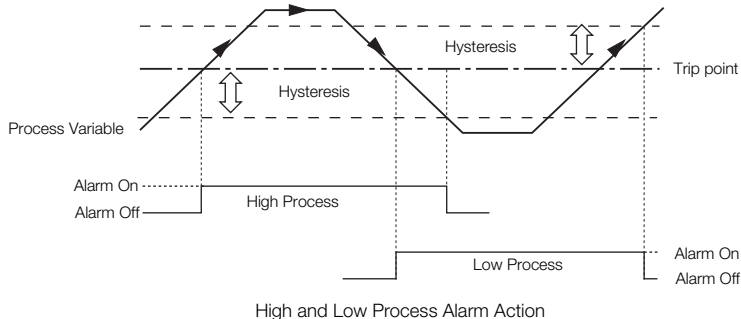 Hysteresis
Trip point
Hysteresis
Process Variable
Alarm On
High Process
Alarm Off
Alarm On
Low Process
Alarm Off
High and Low Process Alarm Action